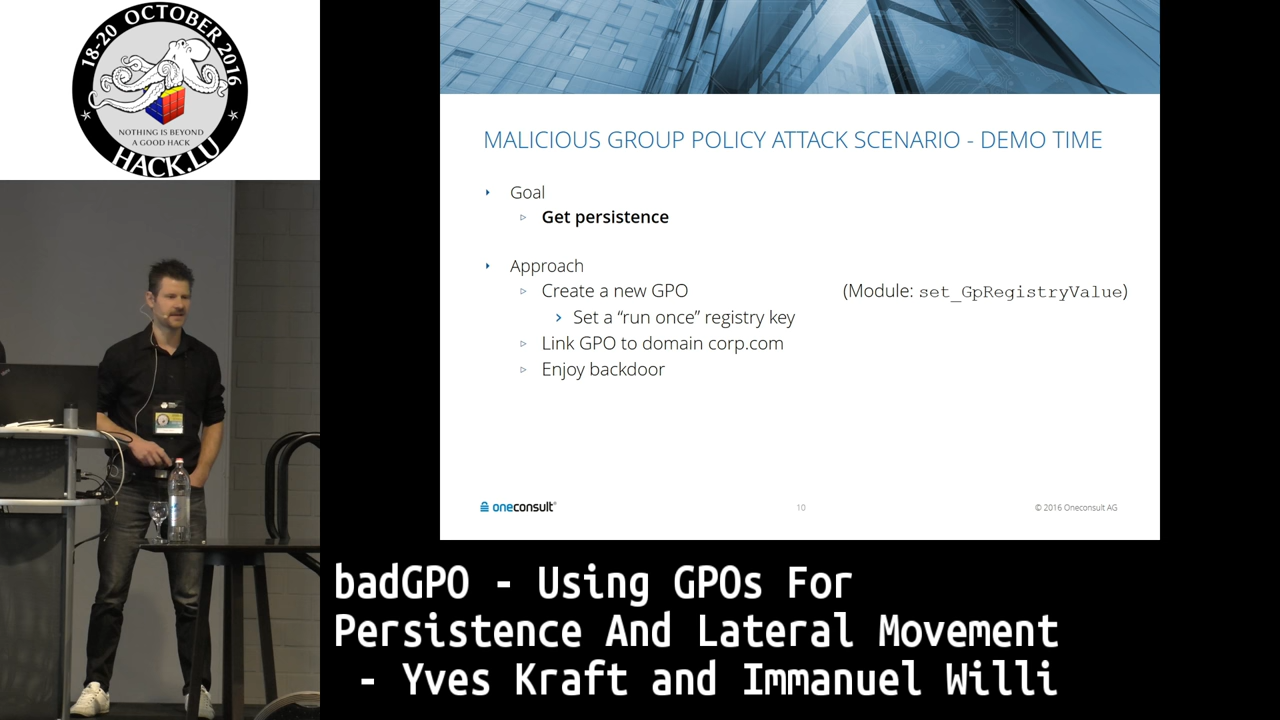 18-20 OCTOBER 2016
NOTHING IS BEYOND
A GOOD HACK
HACK.LU
MALICIOUS GROUP POLICY ATTACK SCENARIO - DEMO TIME
Goal
Get persistence
Approach
Create a new GPO (Module: set_GpRegistryValue)
Set a “run once” registry key
Link GPO to domain corp.com
Enjoy backdoor
oneconsult
10
© 2016 Oneconsult AG
badGPO - Using GPOs For
Persistence And Lateral Movement
- Yves Kraft and Immanuel Willi